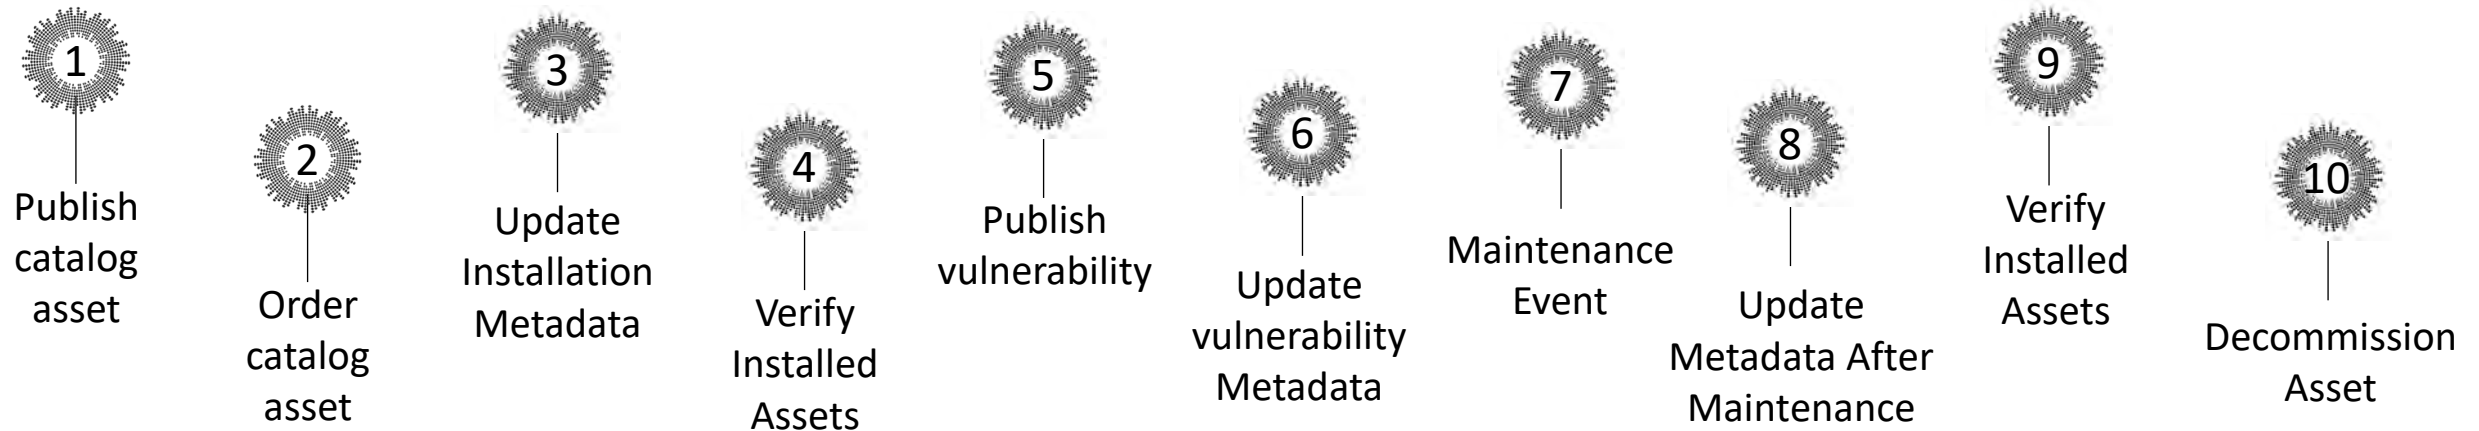 1
Publish
catalog
asset
2
Order
catalog
asset
3
Update
Installation
Metadata
4
Verify
Installed
Assets
5
Publish
vulnerability
6
Update
vulnerability
Metadata
7
Maintenance
Event
8
Update
Metadata After
Maintenance
9
Verify
Installed
Assets
10
Decommission
Asset